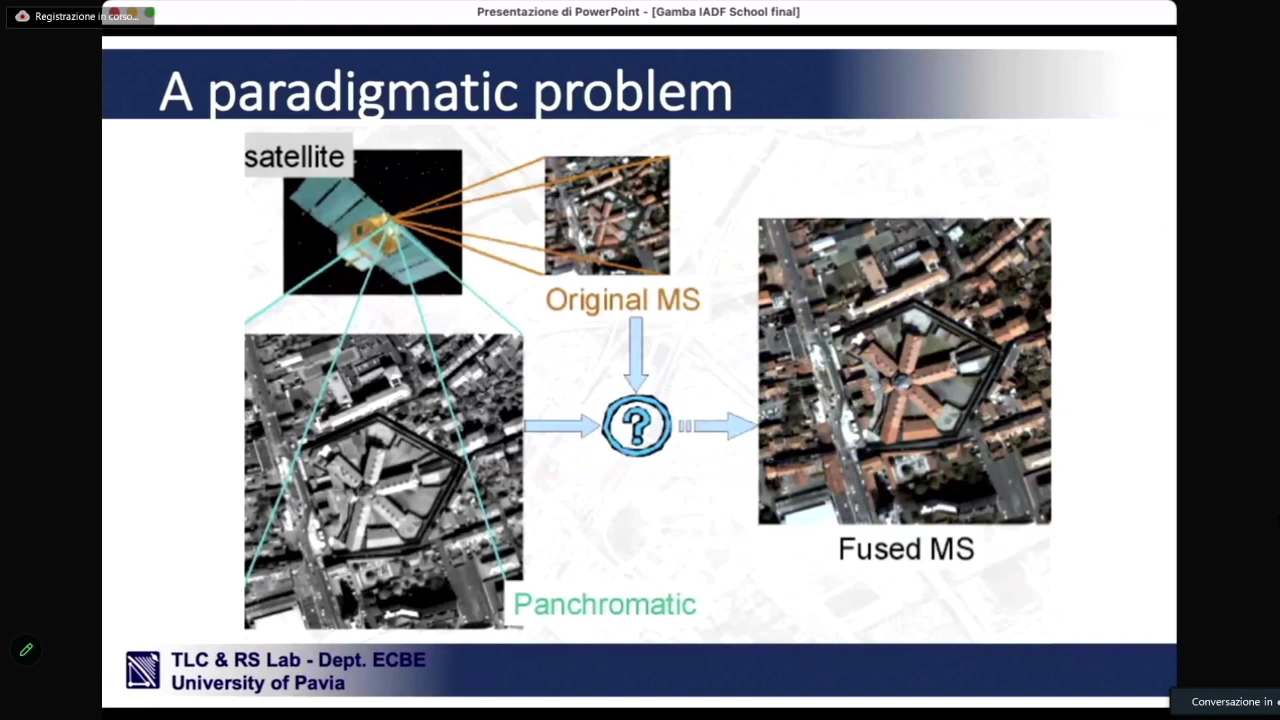 Registrazione in corso...
Presentazione di PowerPoint - [Gamba IADF School final]
A paradigmatic problem
satellite
Original MS
?
Fused MS
Panchromatic
TLC & RS Lab - Dept. ECBE
University of Pavia
Conversazione in